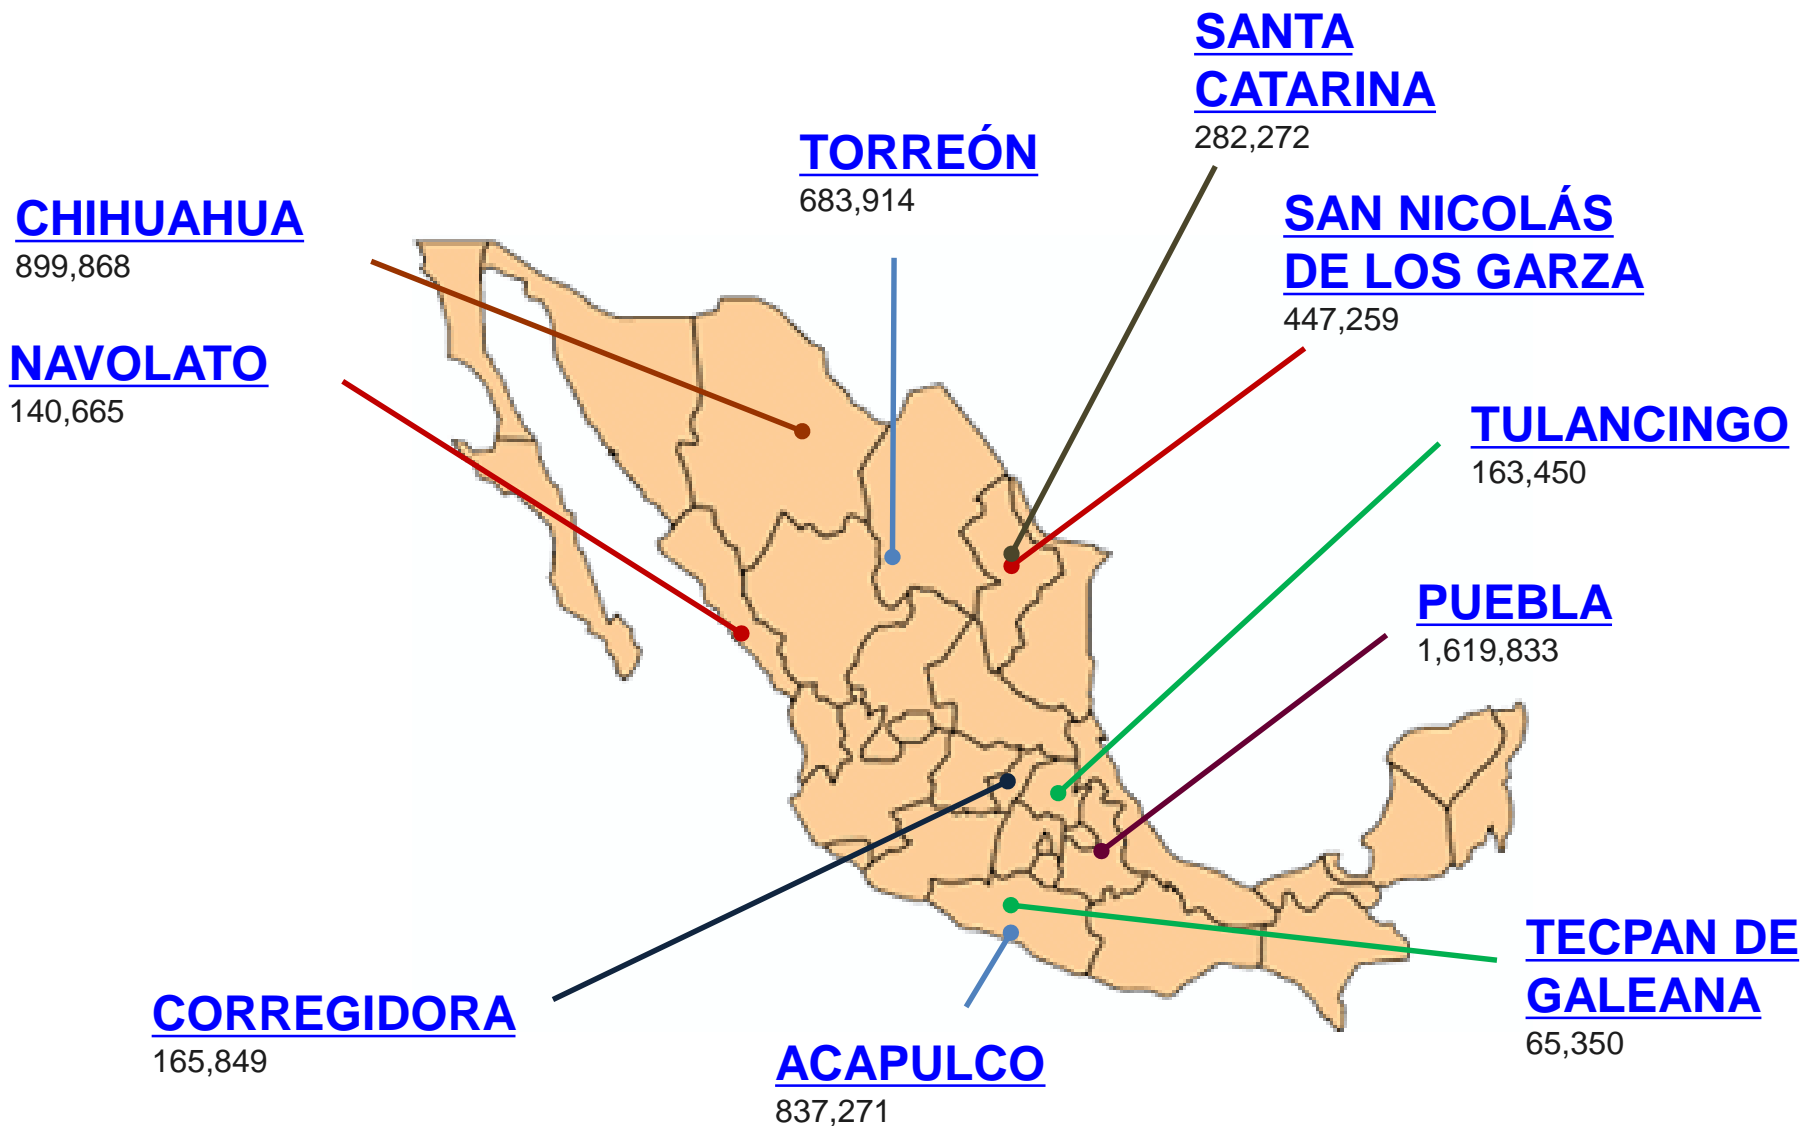 SANTA
CATARINA
282,272
TORREÓN
683,914
CHIHUAHUA
899,868
SAN NICOLÁS
DE LOS GARZA
447,259
NAVOLATO
140,665
TULANCINGO
163,450
PUEBLA
1,619,833
TECPAN DE
GALEANA
65,350
CORREGIDORA
165,849
ACAPULCO
837,271